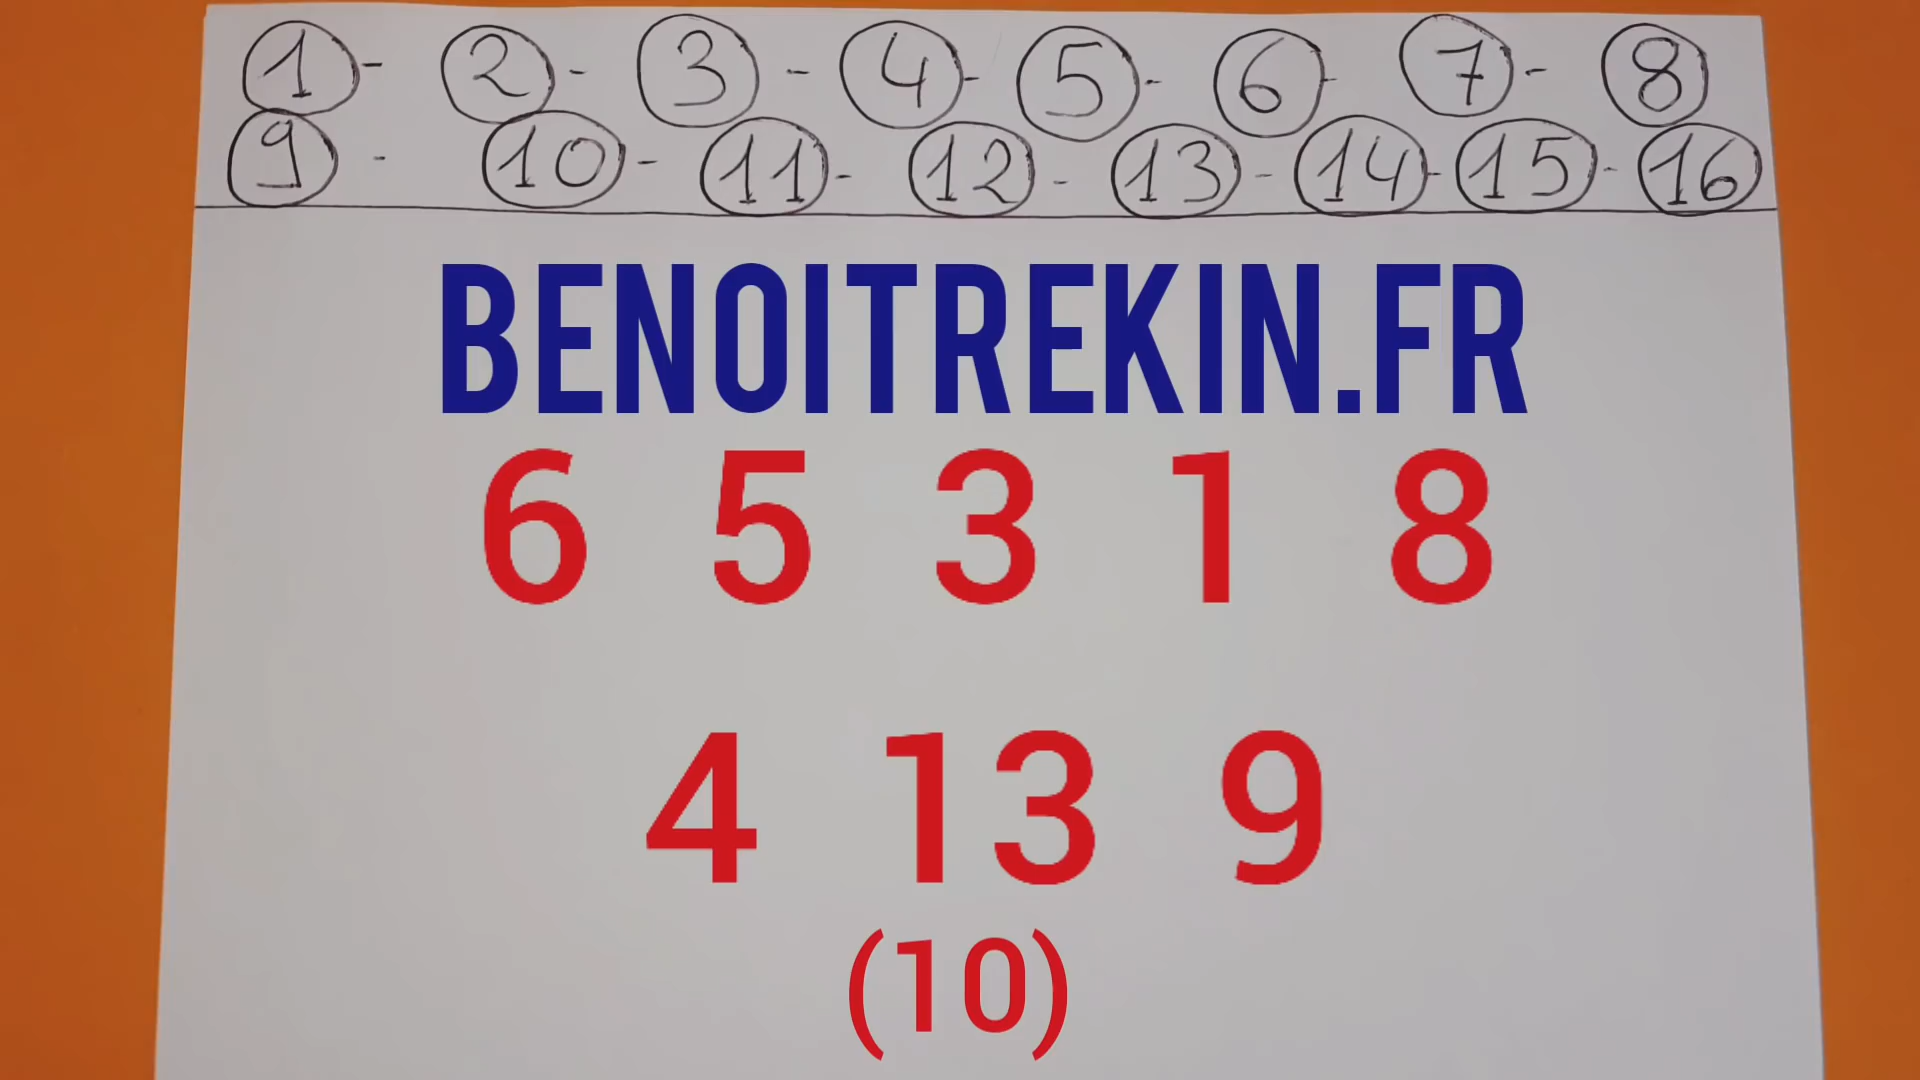 1 - 2 - 3 - 4 - 5 - 6 - 7 - 8
9 - 10 - 11 - 12 - 13 - 14 - 15 - 16
BENOITREKIN.FR
6 5 3 1 8
4 13 9
(10)